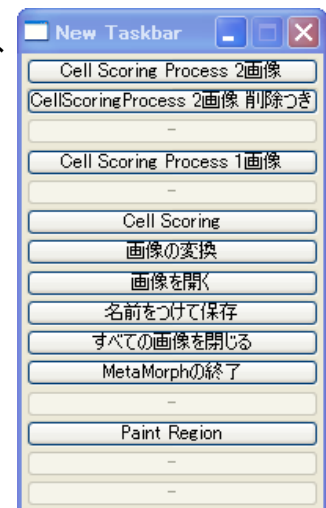 、
New Taskbar
Cell Scoring Process 2画像
CellScoringProcess 2画像 削除つき
-
Cell Scoring Process 1画像
-
Cell Scoring
画像の変換
画像を開く
名前をつけて保存
すべての画像を閉じる
MetaMorphの終了
-
Paint Region
-
-